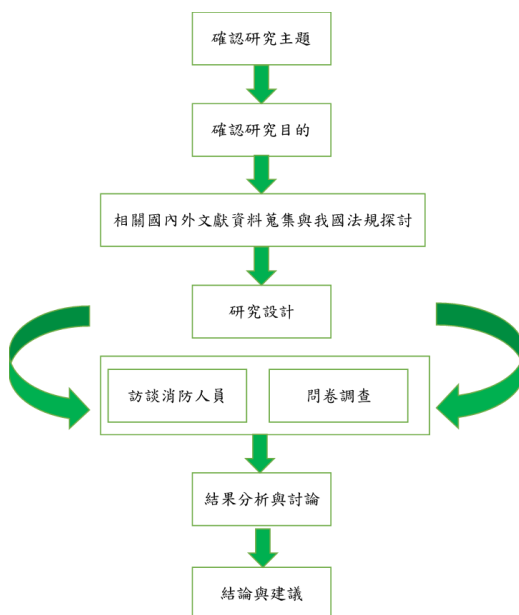 確認研究主題
確認研究目的
相關國內外文獻資料蒐集與我國法規探討
研究設計
訪談消防人員
問卷調查
結果分析與討論
結論與建議